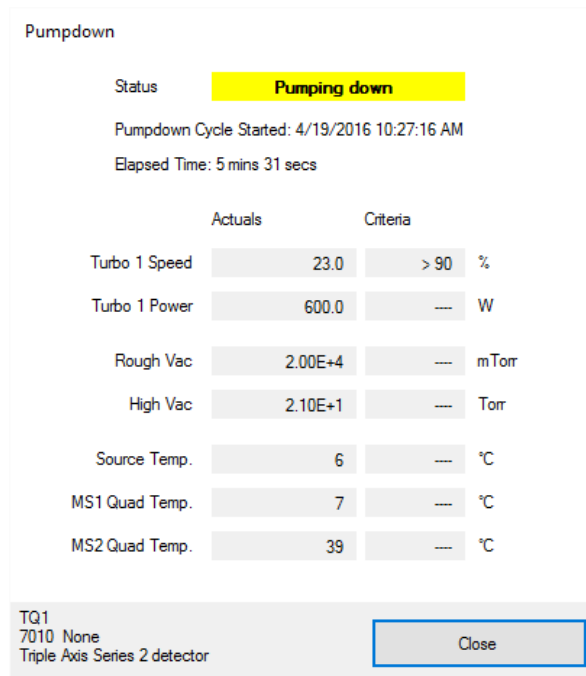 Pumpdown
Status Pumping down
Pumpdown Cycle Started: 4/19/2016 10:27:16 AM
Elapsed Time: 5 mins 31 secs
Actuals Criteria
Turbo 1 Speed 23.0 > 90 %
Turbo 1 Power 600.0 ---- W
Rough Vac 2.00E+4 ---- mTorr
High Vac 2.10E+1 ---- Torr
Source Temp. 6 ---- °C
MS1 Quad Temp. 7 ---- °C
MS2 Quad Temp. 39 ---- °C
TQ1
7010 None
Triple Axis Series 2 detector
Close